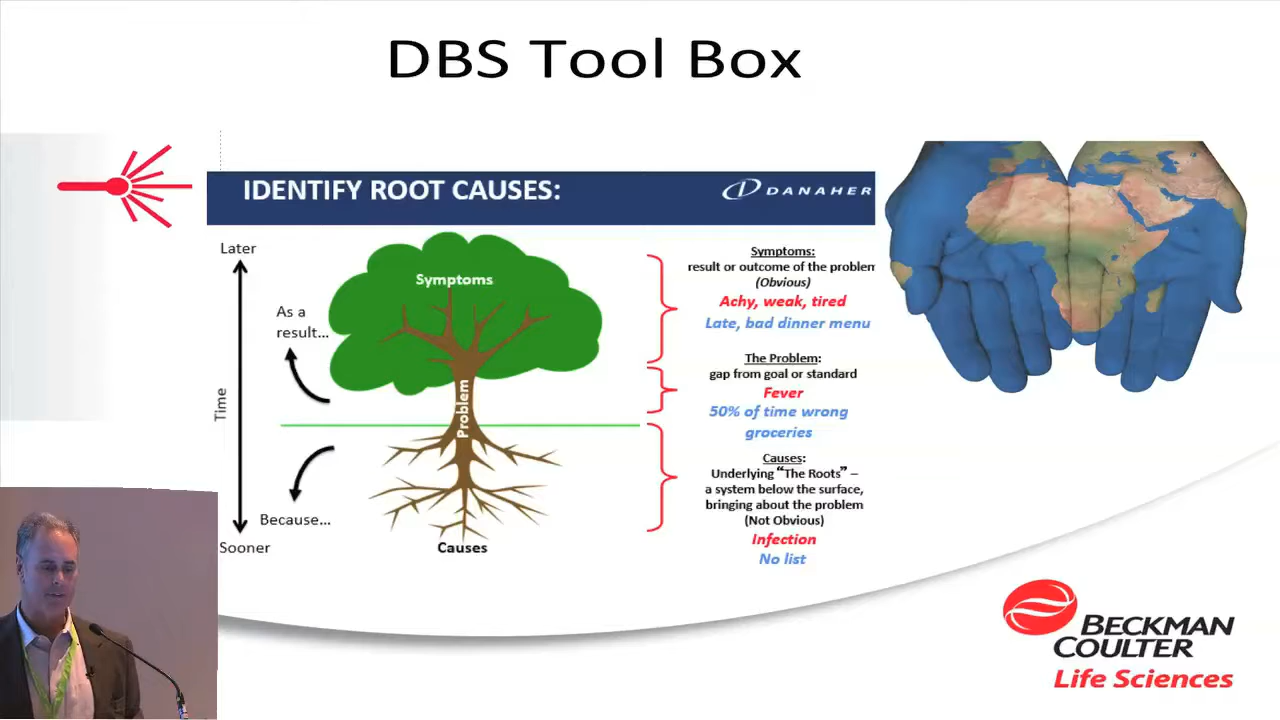 DBS Tool Box
IDENTIFY ROOT CAUSES:
DANAHER
Later
As a
result...
Time
Because...
Sooner
Symptoms
Problem
Causes
Symptoms:
result or outcome of the problem
(Obvious)
Achy, weak, tired
Late, bad dinner menu
The Problem:
gap from goal or standard
Fever
50% of time wrong
groceries
Causes:
Underlying “The Roots” –
a system below the surface,
bringing about the problem
(Not Obvious)
Infection
No list
BECKMAN
COULTER
Life Sciences